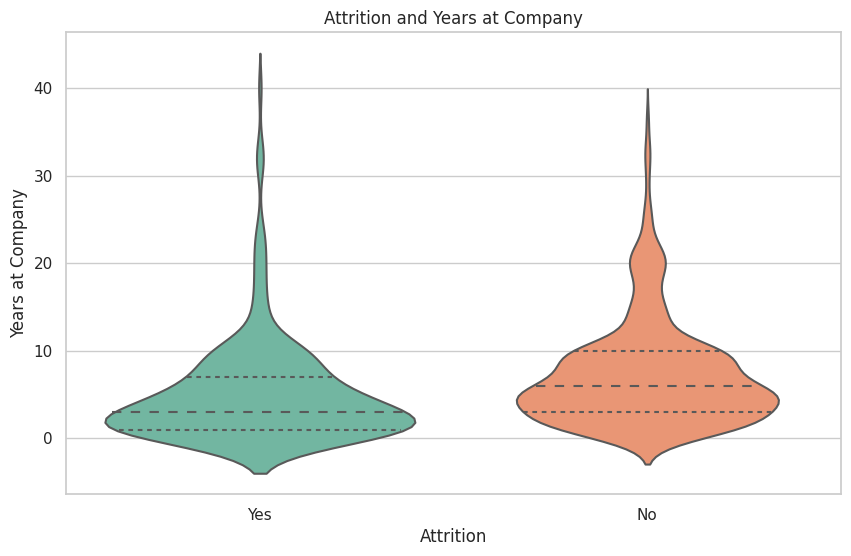 Attrition and Years at Company
Years at Company
40
30
20
10
0
Yes
No
Attrition